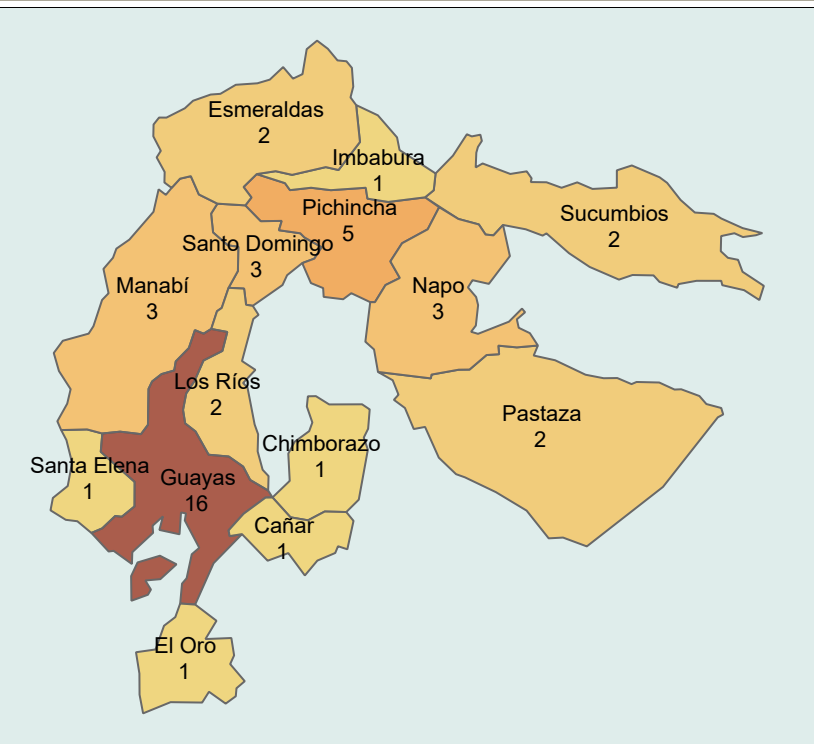 Esmeraldas
2
Imbabura
1
Pichincha
5
Sucumbios
2
Santo Domingo
3
Manabí
3
Napo
3
Los Ríos
2
Pastaza
2
Chimborazo
1
Santa Elena
1
Guayas
16
Cañar
1
El Oro
1